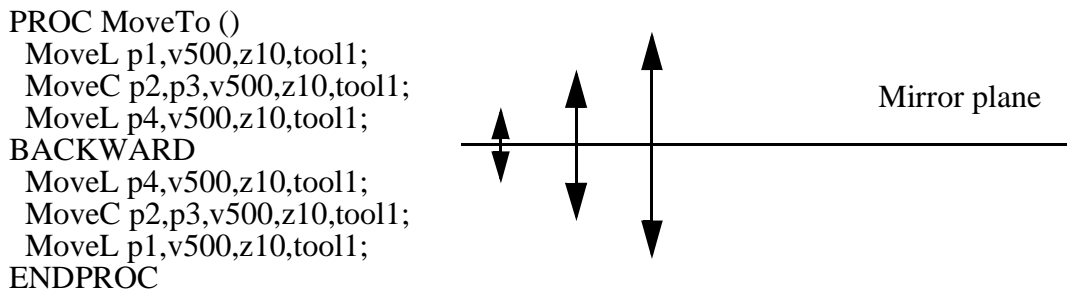 PROC MoveTo ()
MoveL p1,v500,z10,tool1;
MoveC p2,p3,v500,z10,tool1;
MoveL p4,v500,z10,tool1;
BACKWARD
MoveL p4,v500,z10,tool1;
MoveC p2,p3,v500,z10,tool1;
MoveL p1,v500,z10,tool1;
ENDPROC
Mirror plane